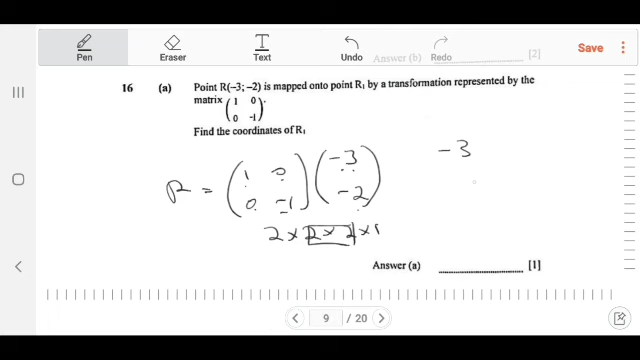 Pen
Eraser
Text
Undo
Redo
Save
Answer (b) [2]
16 (a) Point R(−3; −2) is mapped onto point R₁ by a transformation represented by the
matrix (1 0
0 -1).
Find the coordinates of R₁
R = (1 0
0 -1) (-3
-2)
-3
2 × 2 × 2 × 1
Answer (a) ........................ [1]
9 / 20